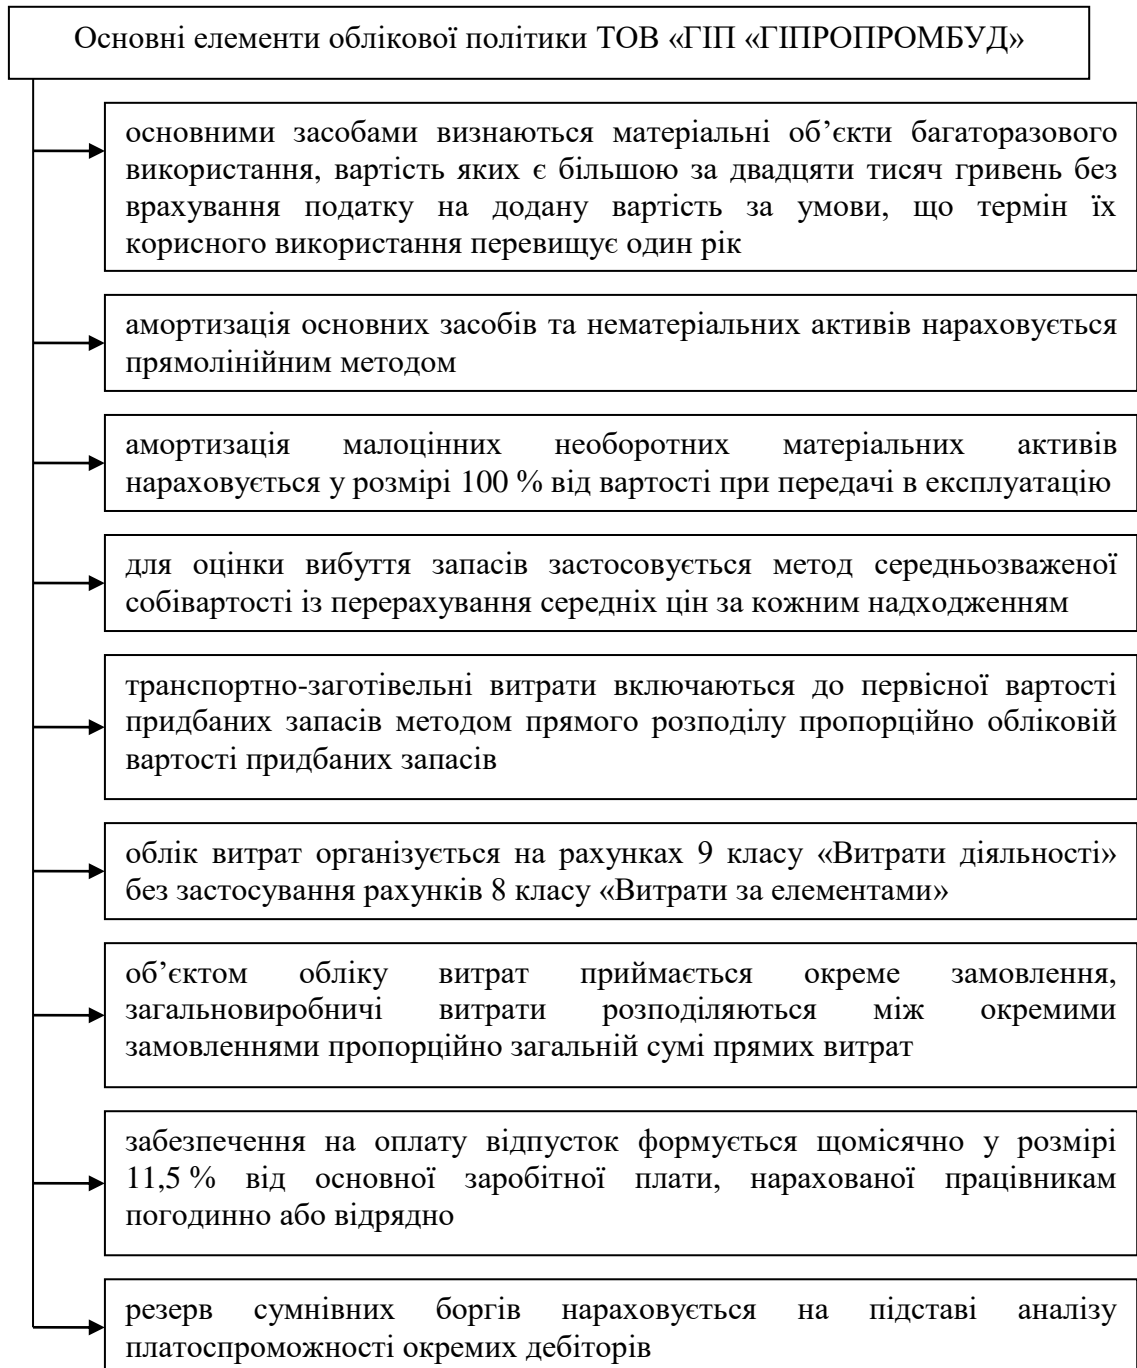 Основні елементи облікової політики ТОВ «ГІП «ГІПРОПРОМБУД»
основними засобами визнаються матеріальні об’єкти багаторазового
використання, вартість яких є більшою за двадцяти тисяч гривень без
врахування податку на додану вартість за умови, що термін їх
корисного використання перевищує один рік
амортизація основних засобів та нематеріальних активів нараховується
прямолінійним методом
амортизація малоцінних необоротних матеріальних активів
нараховується у розмірі 100 % від вартості при передачі в експлуатацію
для оцінки вибуття запасів застосовується метод середньозваженої
собівартості із перерахування середніх цін за кожним надходженням
транспортно-заготівельні витрати включаються до первісної вартості
придбаних запасів методом прямого розподілу пропорційно обліковій
вартості придбаних запасів
облік витрат організується на рахунках 9 класу «Витрати діяльності»
без застосування рахунків 8 класу «Витрати за елементами»
об’єктом обліку витрат приймається окреме замовлення,
загальновиробничі витрати розподіляються між окремими
замовленнями пропорційно загальній сумі прямих витрат
забезпечення на оплату відпусток формується щомісячно у розмірі
11,5 % від основної заробітної плати, нарахованої працівникам
погодинно або відрядно
резерв сумнівних боргів нараховується на підставі аналізу
платоспроможності окремих дебіторів